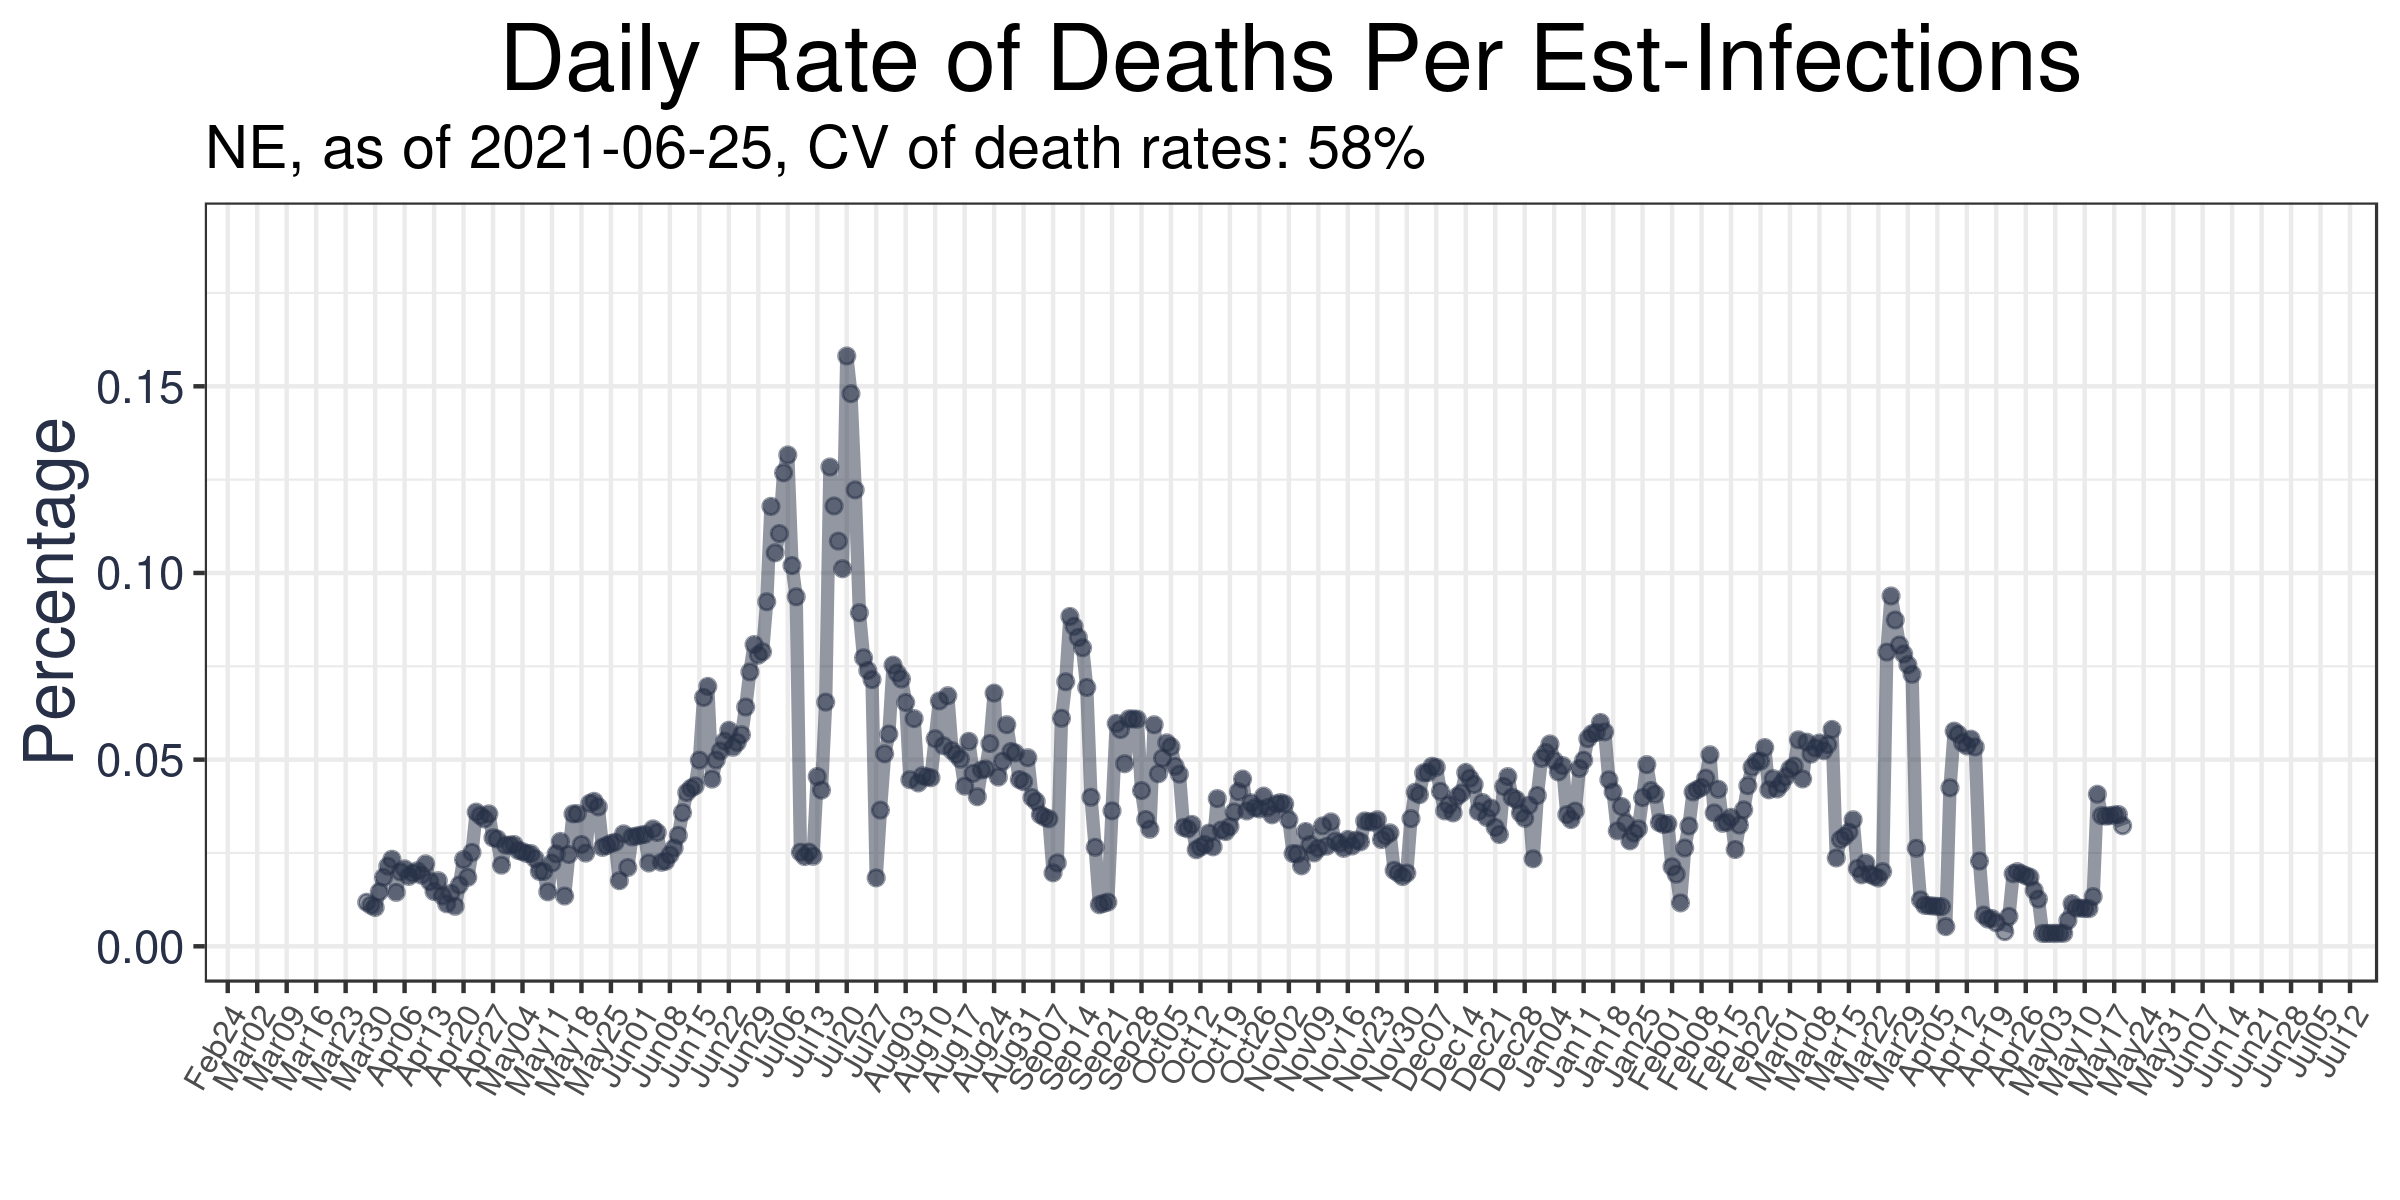 Daily Rate of Deaths Per Est-Infections
NE, as of 2021-06-25, CV of death rates: 58%
Percentage
0.15
0.10
0.05
0.00
Feb24
Mar02
Mar09
Mar16
Mar23
Mar30
Apr06
Apr13
Apr20
Apr27
May04
May11
May18
May25
Jun01
Jun08
Jun15
Jun22
Jun29
Jul06
Jul13
Jul20
Jul27
Aug03
Aug10
Aug17
Aug24
Aug31
Sep07
Sep14
Sep21
Sep28
Oct05
Oct12
Oct19
Oct26
Nov02
Nov09
Nov16
Nov23
Nov30
Dec07
Dec14
Dec21
Dec28
Jan04
Jan11
Jan18
Jan25
Feb01
Feb08
Feb15
Feb22
Mar01
Mar08
Mar15
Mar22
Mar29
Apr05
Apr12
Apr19
Apr26
May03
May10
May17
May24
May31
Jun07
Jun14
Jun21
Jun28
Jul05
Jul12